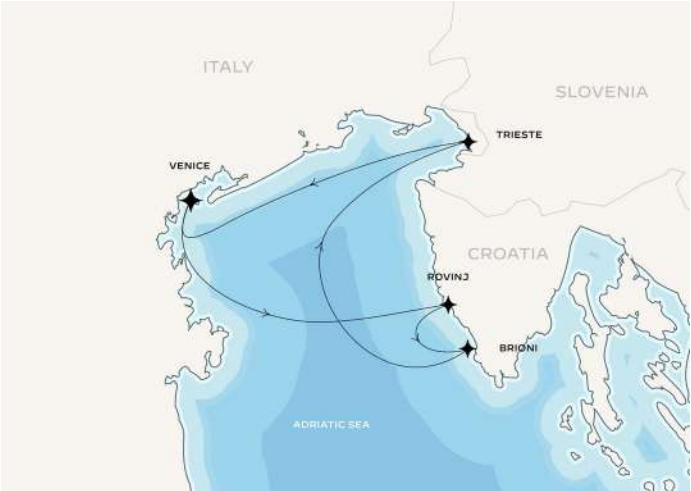 ITALY
SLOVENIA
TRIESTE
VENICE
CROATIA
ROVINJ
BRIONI
ADRIATIC SEA